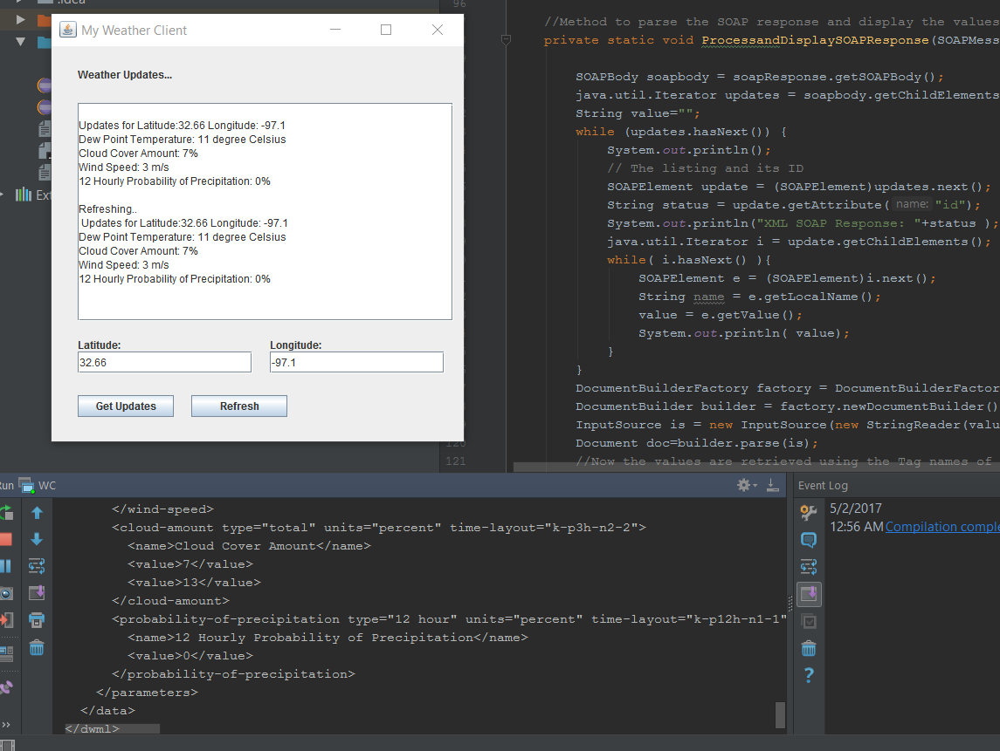 .idea
My Weather Client
Weather Updates...
Updates for Latitude:32.66 Longitude: -97.1
Dew Point Temperature: 11 degree Celsius
Cloud Cover Amount: 7%
Wind Speed: 3 m/s
12 Hourly Probability of Precipitation: 0%
Refreshing..
Updates for Latitude:32.66 Longitude: -97.1
Dew Point Temperature: 11 degree Celsius
Cloud Cover Amount: 7%
Wind Speed: 3 m/s
12 Hourly Probability of Precipitation: 0%
Latitude: Longitude:
32.66 -97.1
Get Updates Refresh
Ext
96
120
121
//Method to parse the SOAP response and display the values
private static void ProcessandDisplaySOAPResponse(SOAPMess
SOAPBody soapbody = soapResponse.getSOAPBody();
java.util.Iterator updates = soapbody.getChildElements
String value="";
while (updates.hasNext()) {
System.out.println();
// The listing and its ID
SOAPElement update = (SOAPElement)updates.next();
String status = update.getAttribute( name: "id");
System.out.println("XML SOAP Response: "+status );
java.util.Iterator i = update.getChildElements();
while( i.hasNext() ){
SOAPElement e = (SOAPElement)i.next();
String name = e.getLocalName();
value = e.getValue();
System.out.println( value);
}
}
DocumentBuilderFactory factory = DocumentBuilderFactor
DocumentBuilder builder = factory.newDocumentBuilder()
InputSource is = new InputSource(new StringReader(valu
Document doc=builder.parse(is);
//Now the values are retrieved using the Tag names of
Run WC
</wind-speed>
<cloud-amount type="total" units="percent" time-layout="k-p3h-n2-2">
<name>Cloud Cover Amount</name>
<value>7</value>
<value>13</value>
</cloud-amount>
<probability-of-precipitation type="12 hour" units="percent" time-layout="k-p12h-n1-1"
<name>12 Hourly Probability of Precipitation</name>
<value>0</value>
</probability-of-precipitation>
</parameters>
</data>
</dwml>
Event Log
5/2/2017
12:56 AM Compilation comple